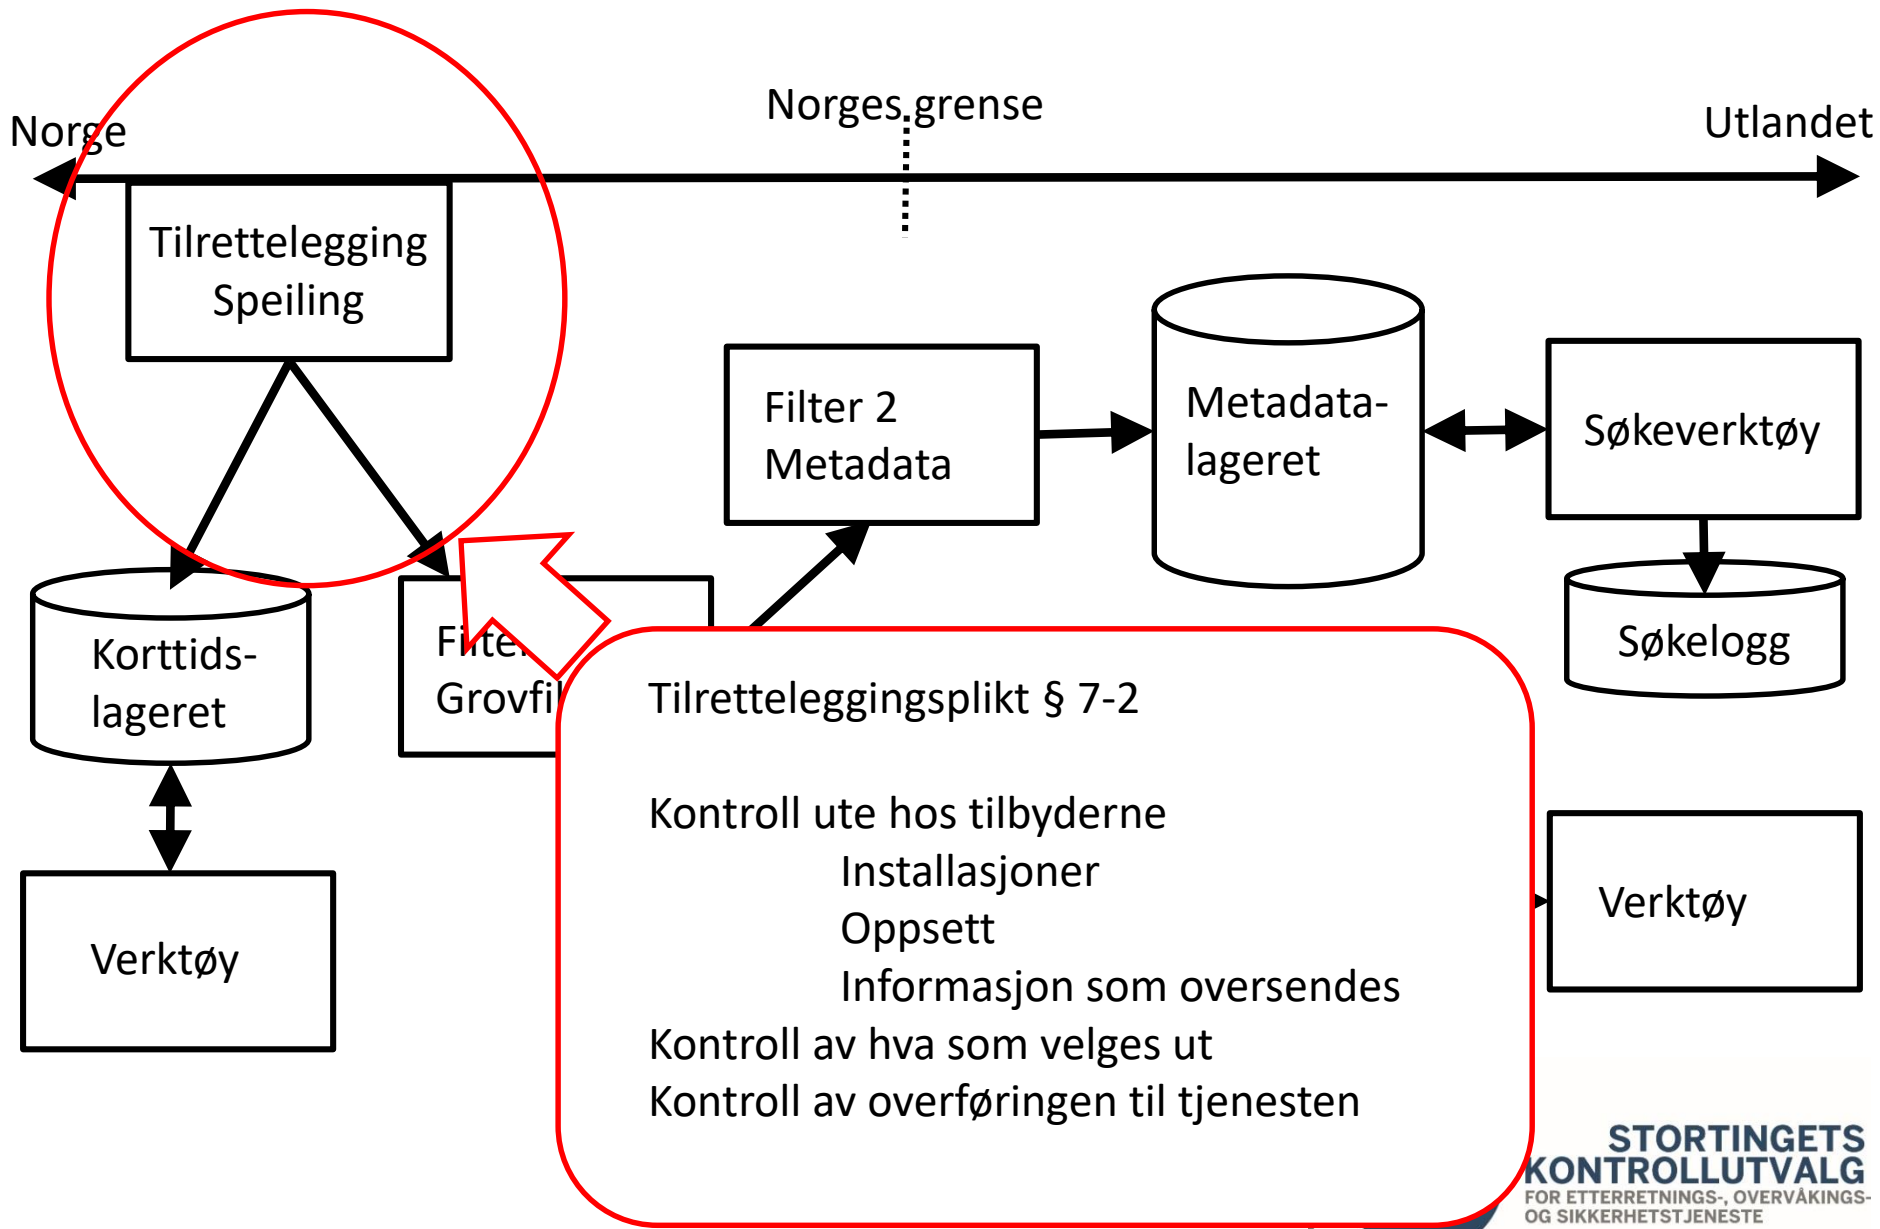 Norge
Norges grense
Utlandet
Tilrettelegging
Speiling
Filter 2
Metadata
Metadata-
lageret
Søkeverktøy
Søkelogg
Korttids-
lageret
Verktøy
Tilretteleggingsplikt § 7-2
Kontroll ute hos tilbyderne
Installasjoner
Oppsett
Informasjon som oversendes
Kontroll av hva som velges ut
Kontroll av overføringen til tjenesten
Verktøy
STORTINGETS
KONTROLLUTVALG
FOR ETTERRETNINGS-, OVERVÅKINGS-
OG SIKKERHETSTJENESTE